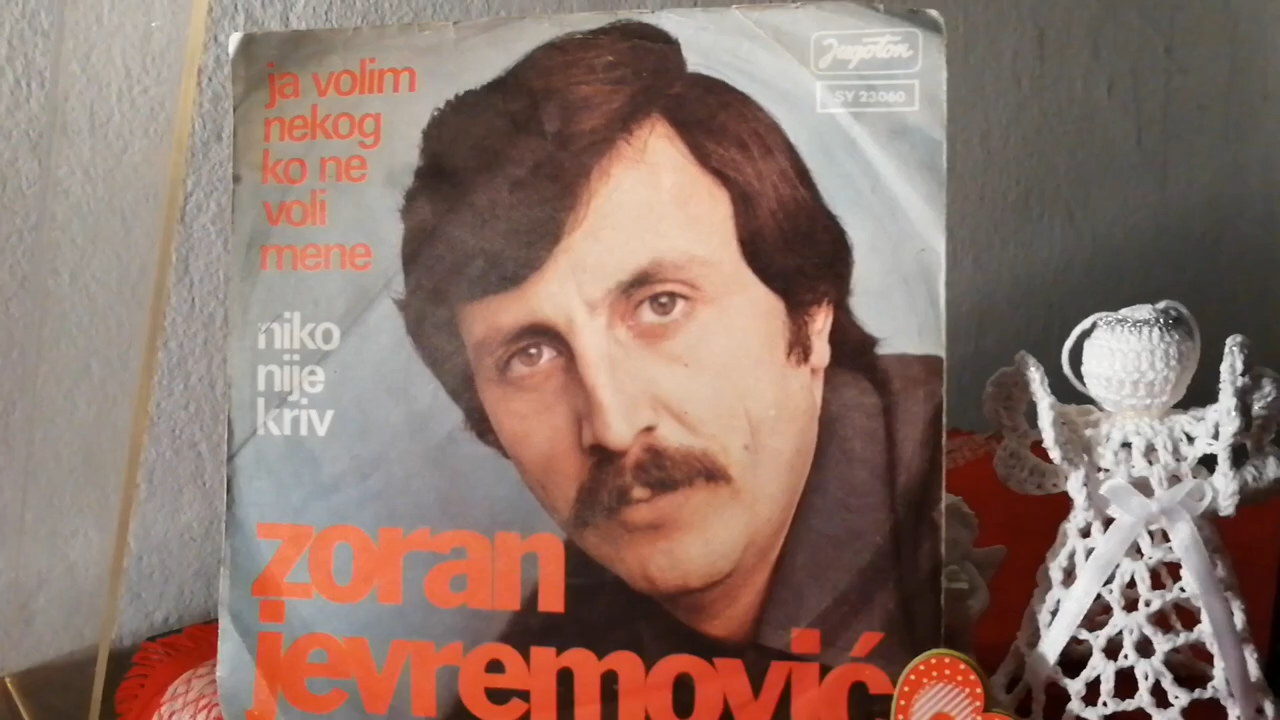 ja volim
nekog
ko ne
voli
mene
niko
nije
kriv
zoran
jevremović
Jugoton
SY 23060